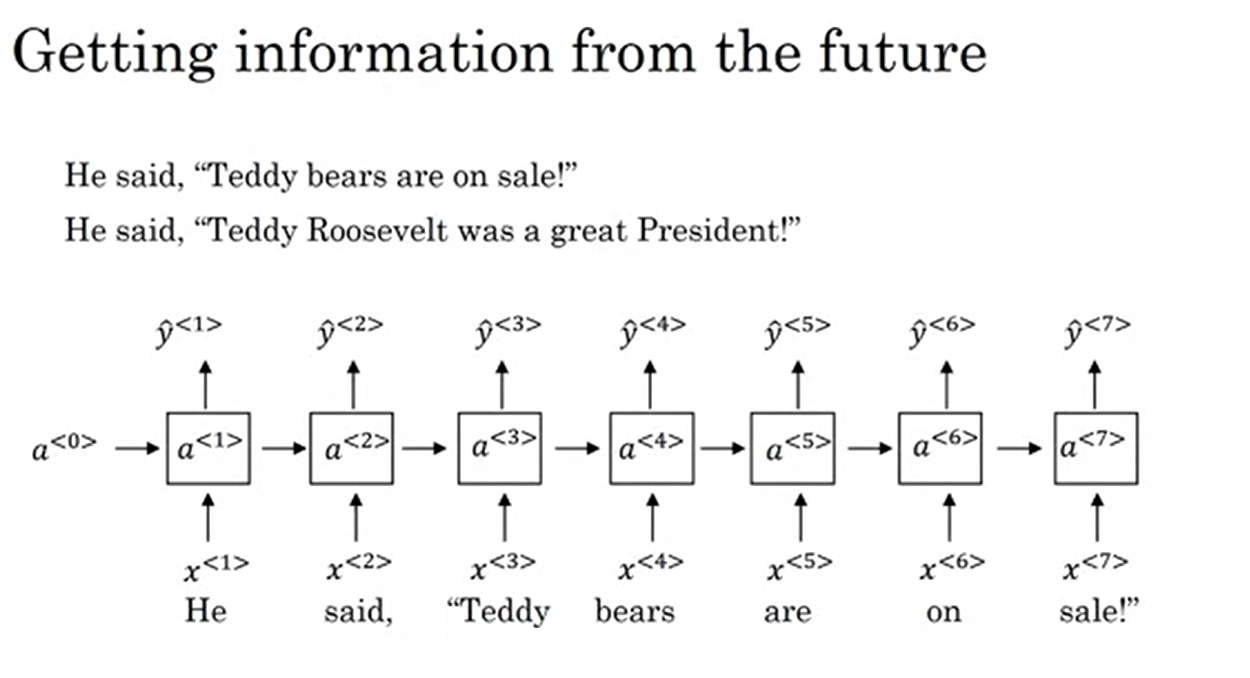 Getting information from the future
He said, “Teddy bears are on sale!”
He said, “Teddy Roosevelt was a great President!”
ŷ<1> ŷ<2> ŷ<3> ŷ<4> ŷ<5> ŷ<6> ŷ<7>
a<0> a<1> a<2> a<3> a<4> a<5> a<6> a<7>
x<1> x<2> x<3> x<4> x<5> x<6> x<7>
He said, “Teddy bears are on sale!”